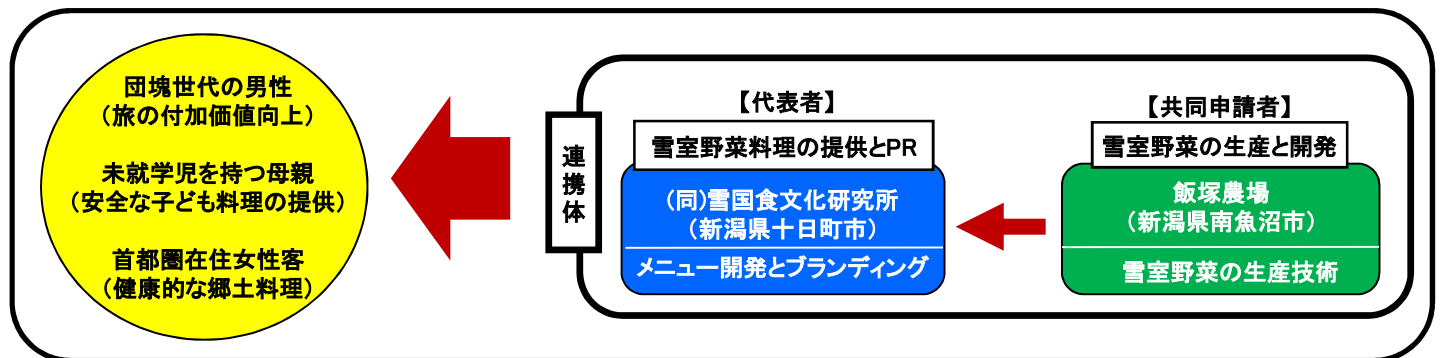 団塊世代の男性
（旅の付加価値向上）
未就学児を持つ母親
（安全な子ども料理の提供）
首都圏在住女性客
（健康的な郷土料理）
連携体
【代表者】
雪室野菜料理の提供とPR
(同)雪国食文化研究所
（新潟県十日町市）
メニュー開発とブランディング
【共同申請者】
雪室野菜の生産と開発
飯塚農場
（新潟県南魚沼市）
雪室野菜の生産技術